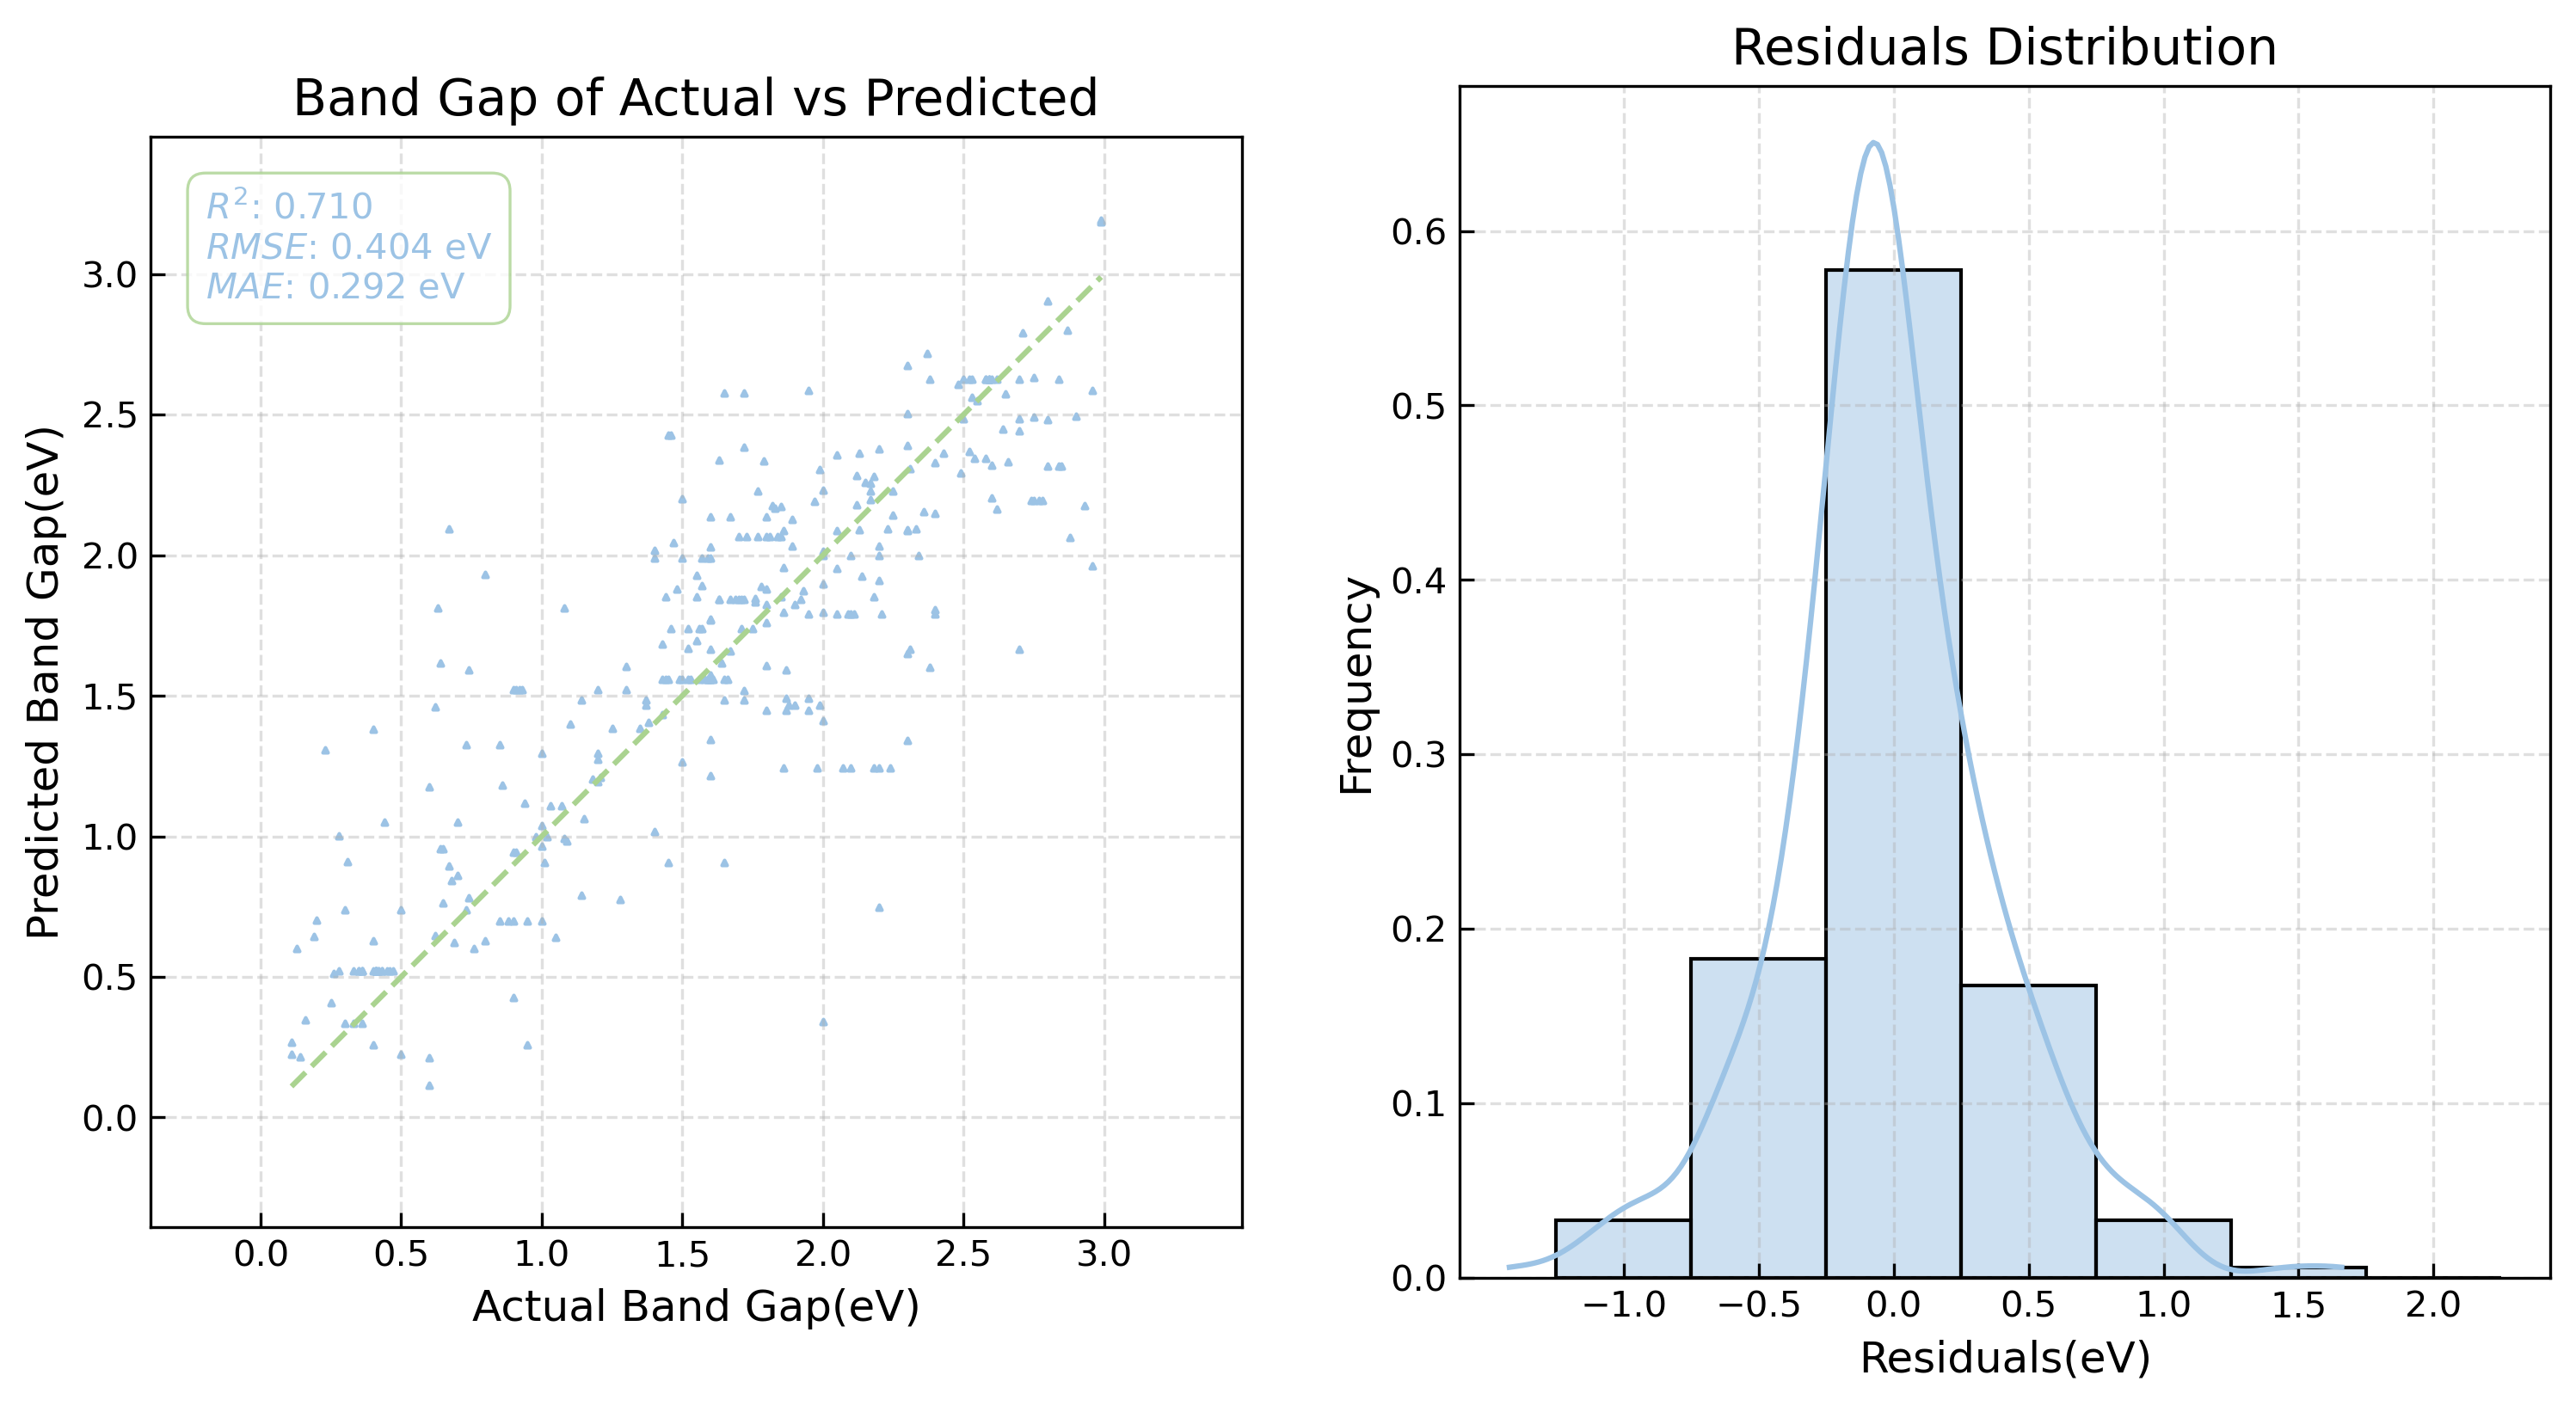 Band Gap of Actual vs Predicted
R²: 0.710
RMSE: 0.404 eV
MAE: 0.292 eV
3.0
2.5
2.0
1.5
1.0
0.5
0.0
Predicted Band Gap(eV)
0.0 0.5 1.0 1.5 2.0 2.5 3.0
Actual Band Gap(eV)
Residuals Distribution
0.6
0.5
0.4
0.3
0.2
0.1
0.0
Frequency
−1.0 −0.5 0.0 0.5 1.0 1.5 2.0
Residuals(eV)